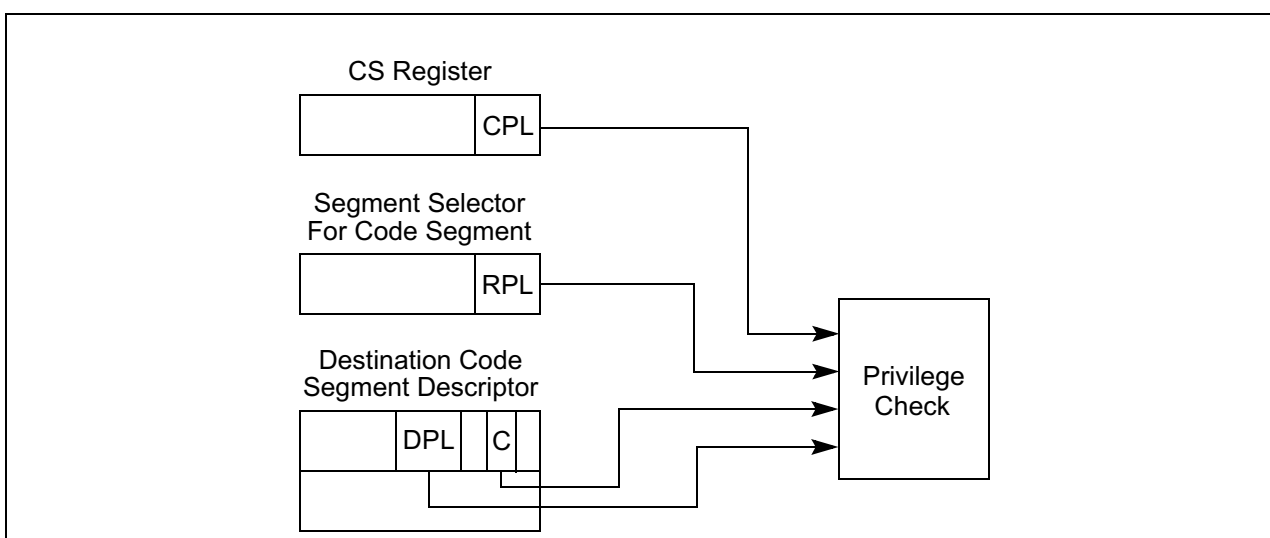 CS Register
CPL
Segment Selector
For Code Segment
RPL
Destination Code
Segment Descriptor
DPL
C
Privilege
Check